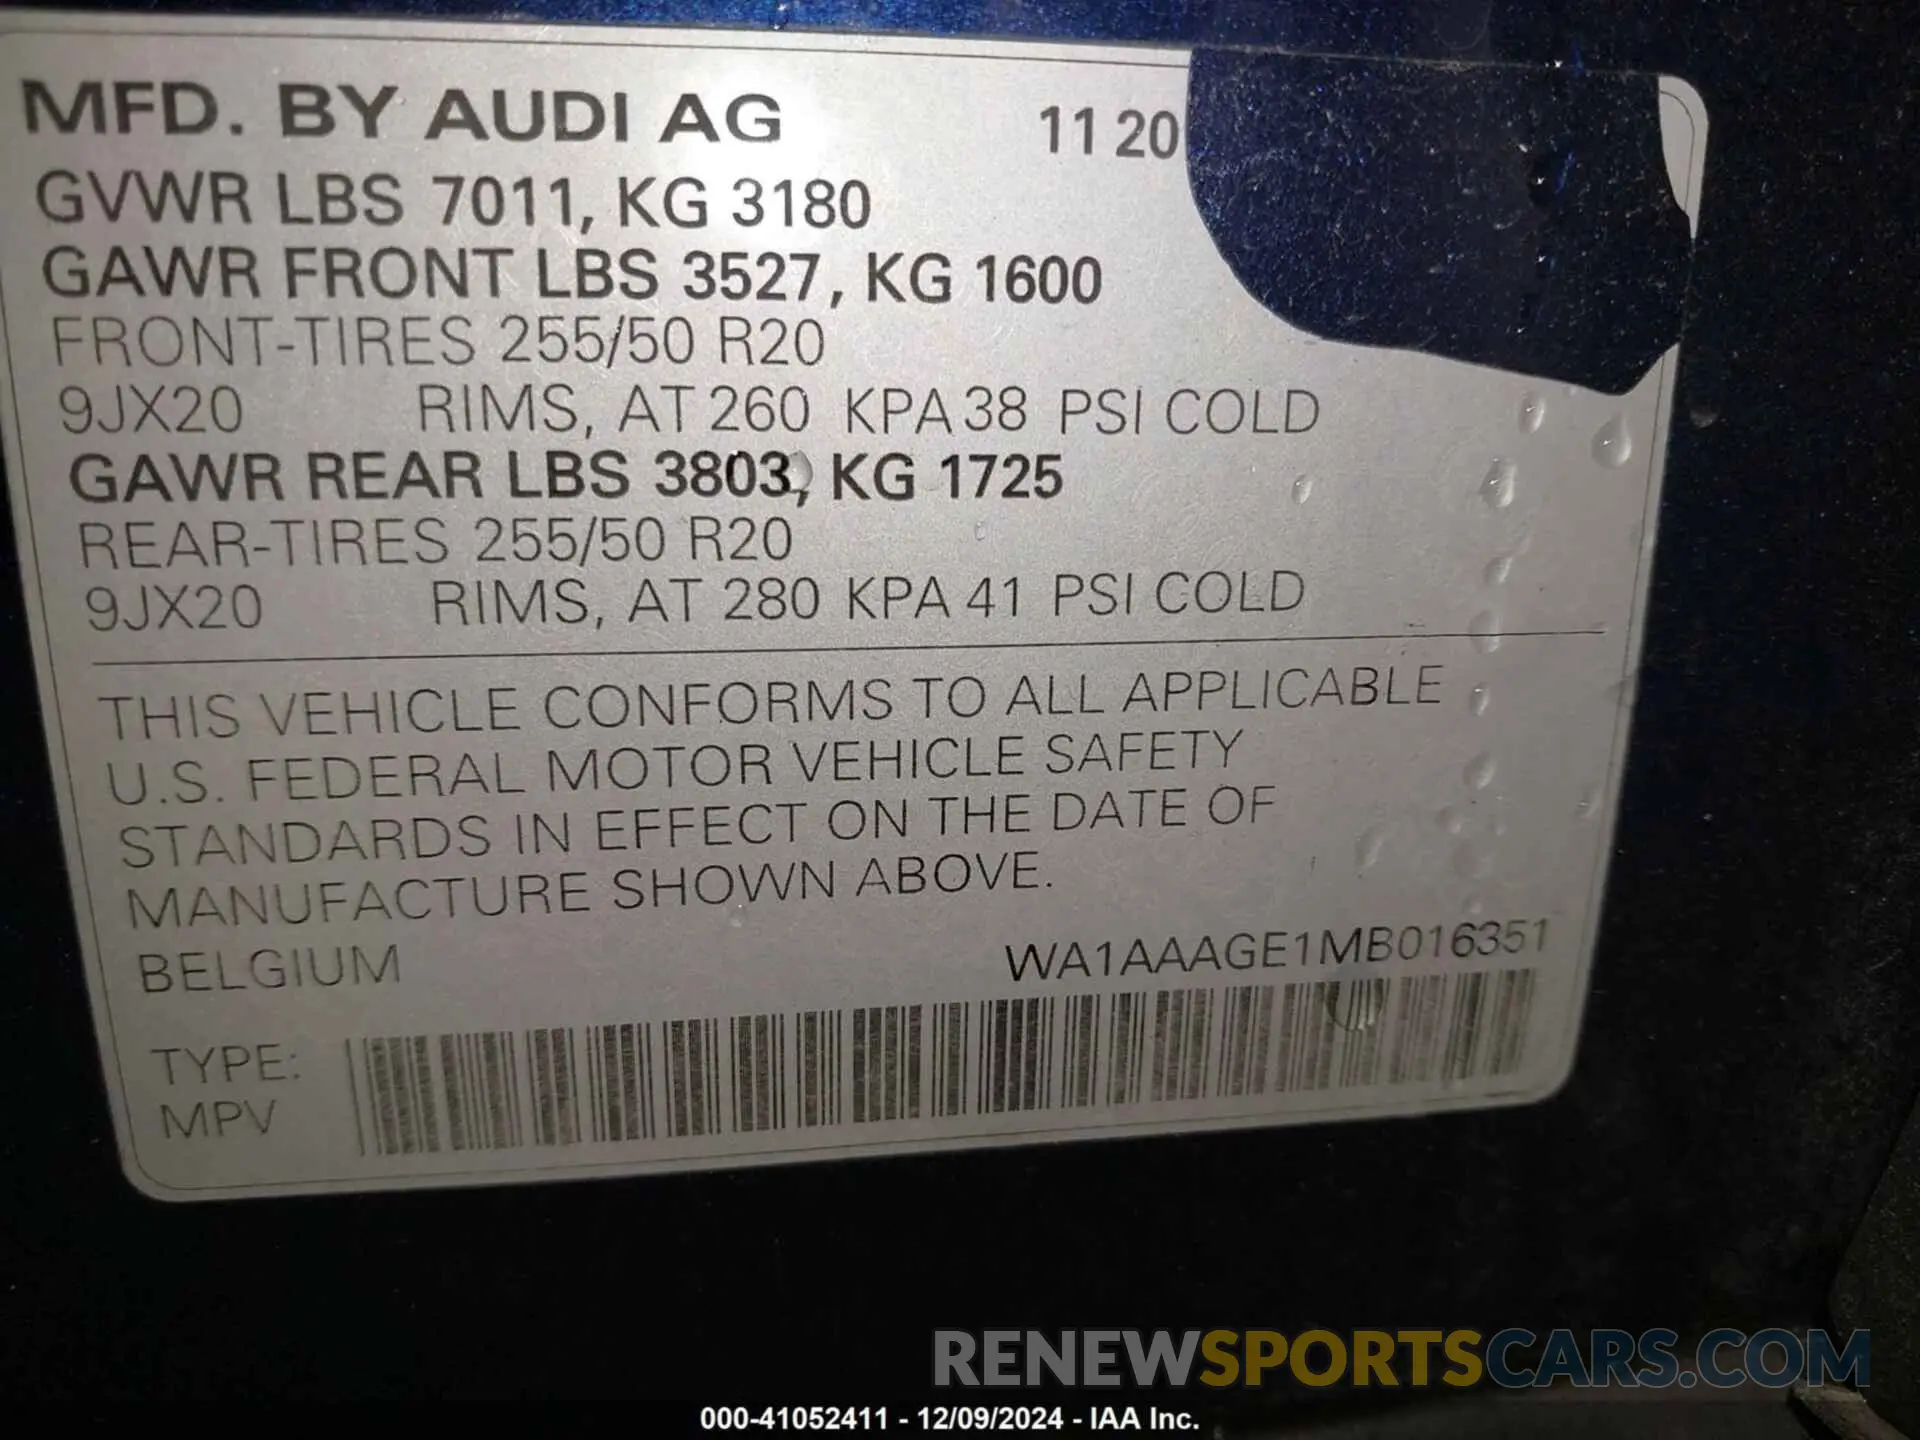 MFD. BY AUDI AG 11 20
GVWR LBS 7011, KG 3180
GAWR FRONT LBS 3527, KG 1600
FRONT-TIRES 255/50 R20
9JX20 RIMS, AT 260 KPA 38 PSI COLD
GAWR REAR LBS 3803, KG 1725
REAR-TIRES 255/50 R20
9JX20 RIMS, AT 280 KPA 41 PSI COLD
THIS VEHICLE CONFORMS TO ALL APPLICABLE
U.S. FEDERAL MOTOR VEHICLE SAFETY
STANDARDS IN EFFECT ON THE DATE OF
MANUFACTURE SHOWN ABOVE.
BELGIUM WA1AAAGE1MB016351
TYPE:
MPV
RENEWSPORTSCARS.COM
000-41052411 - 12/09/2024 - IAA Inc.